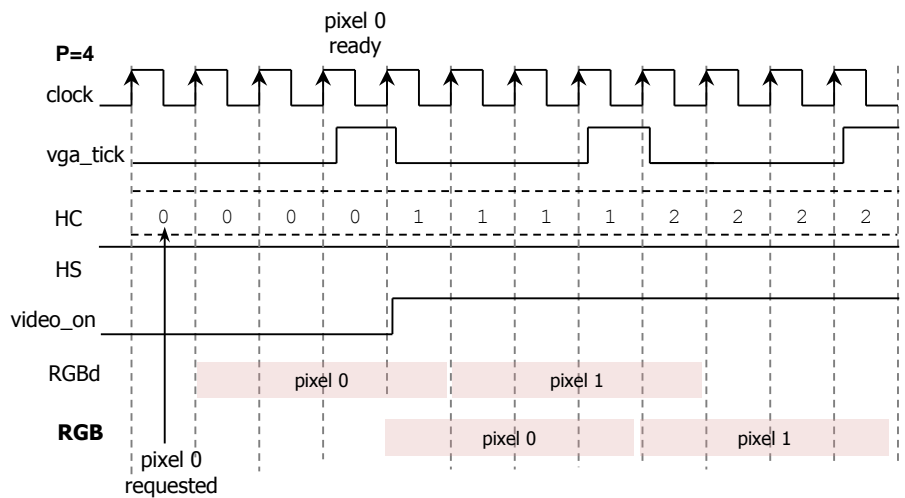 pixel 0
ready
P=4
clock
vga_tick
HC 0 0 0 0 1 1 1 1 2 2 2 2
HS
video_on
RGBd pixel 0 pixel 1
RGB pixel 0 pixel 1
pixel 0
requested